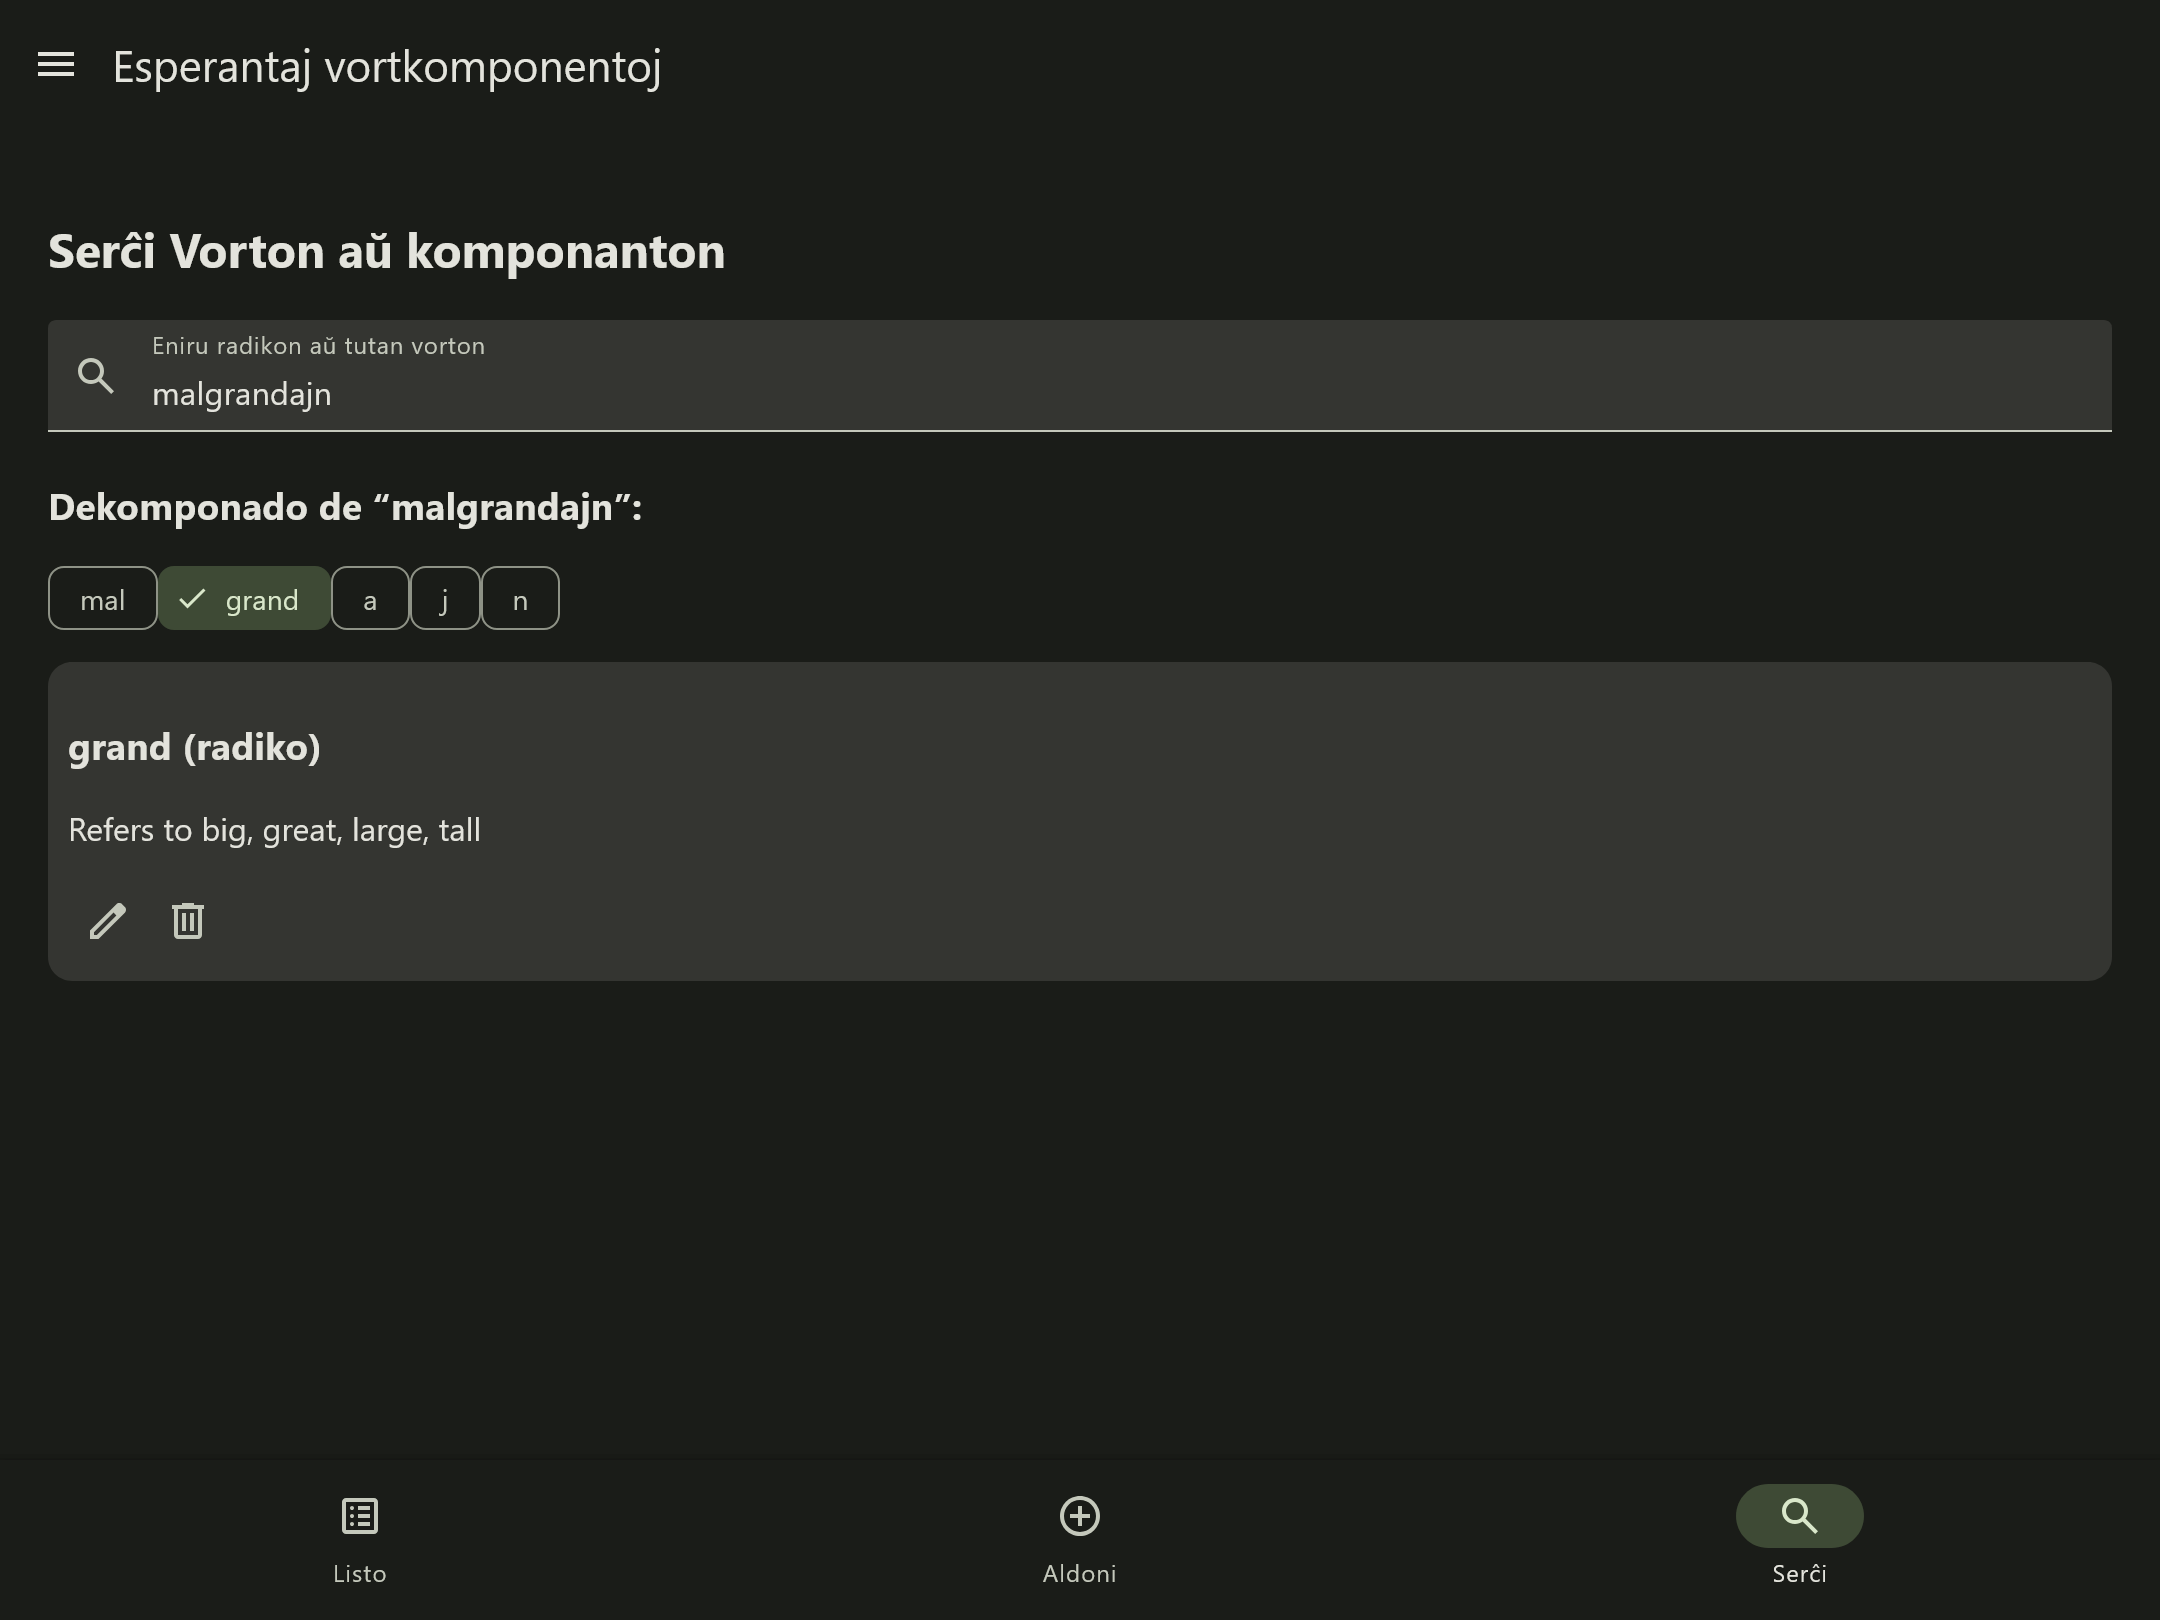 Esperantaj vortkomponentoj
Serĉi Vorton aŭ komponanton
Eniru radikon aŭ tutan vorton
malgrandajn
Dekomponado de “malgrandajn”:
mal grand a j n
grand (radiko)
Refers to big, great, large, tall
Listo Aldoni Serĉi